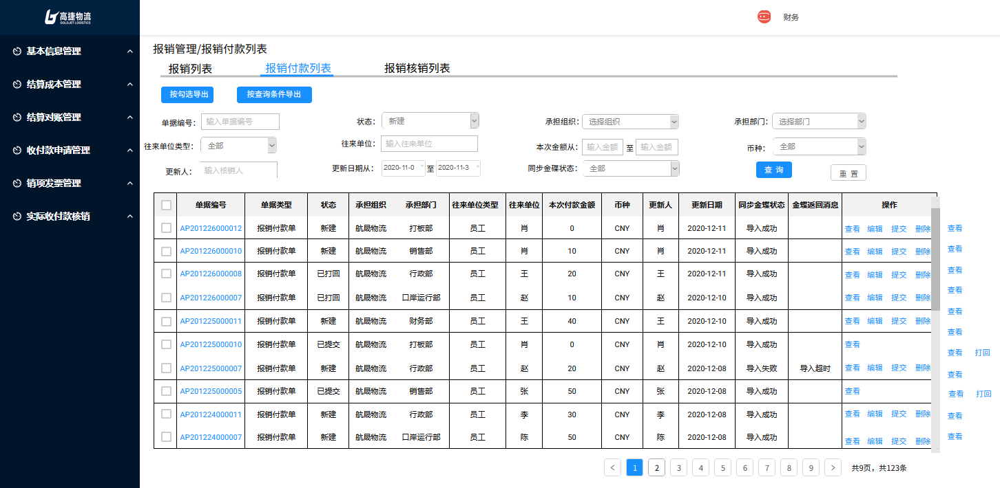 高捷物流
GOLDJET LOGISTICS
财务
基本信息管理
结算成本管理
结算对账管理
收付款申请管理
销项发票管理
实际收付款核销
报销管理/报销付款列表
报销列表 报销付款列表 报销核销列表
按勾选导出 按查询条件导出
单据编号: 输入单据编号 状态: 新建 承担组织: 选择组织 承担部门: 选择部门
往来单位类型: 全部 往来单位: 输入往来单位 本次金额从: 输入金额 至 输入金额 币种: 全部
更新人: 输入核销人 更新日期从: 2020-11-0 至 2020-11-3 同步金蝶状态: 全部 查 询 重 置
单据编号 单据类型 状态 承担组织 承担部门 往来单位类型 往来单位 本次付款金额 币种 更新人 更新日期 同步金蝶状态 金蝶返回消息 操作
AP201226000012 报销付款单 新建 航晟物流 打板部 员工 肖 0 CNY 肖 2020-12-11 导入成功 查看 编辑 提交 删除 查看
AP201226000010 报销付款单 新建 航晟物流 销售部 员工 肖 10 CNY 肖 2020-12-11 导入成功 查看 编辑 提交 删除 查看
AP201226000008 报销付款单 已打回 航晟物流 行政部 员工 王 20 CNY 王 2020-12-11 导入成功 查看 编辑 提交 删除 查看
AP201226000007 报销付款单 已打回 航晟物流 口岸运行部 员工 赵 10 CNY 赵 2020-12-10 导入成功 查看 编辑 提交 删除 查看
AP201225000011 报销付款单 新建 航晟物流 财务部 员工 王 40 CNY 王 2020-12-10 导入成功 查看 编辑 提交 删除 查看
AP201225000010 报销付款单 已提交 航晟物流 打板部 员工 肖 0 CNY 肖 2020-12-10 导入成功 查看 查看
查看 打回
AP201225000007 报销付款单 新建 航晟物流 行政部 员工 赵 20 CNY 赵 2020-12-08 导入失败 导入超时 查看 编辑 提交 删除 查看
AP201225000005 报销付款单 已提交 航晟物流 销售部 员工 张 50 CNY 张 2020-12-08 导入成功 查看 查看 打回
AP201224000011 报销付款单 新建 航晟物流 行政部 员工 李 30 CNY 李 2020-12-08 导入成功 查看 编辑 提交 删除 查看
AP201224000007 报销付款单 新建 航晟物流 口岸运行部 员工 陈 50 CNY 陈 2020-12-08 导入成功 查看 编辑 提交 删除 查看
< 1 2 3 4 5 6 7 8 9 > 共9页，共123条